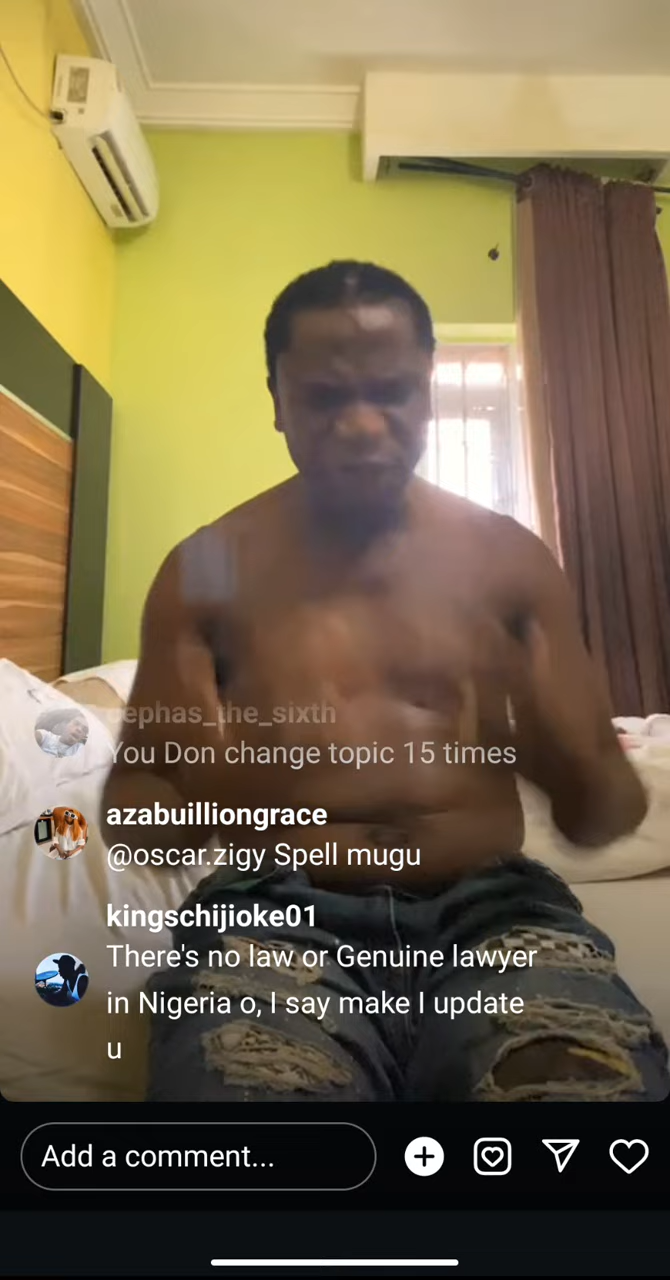 cephas_the_sixth
You Don change topic 15 times
azabuilliongrace
@oscar.zigy Spell mugu
kingschijioke01
There's no law or Genuine lawyer
in Nigeria o, I say make I update
u
Add a comment...